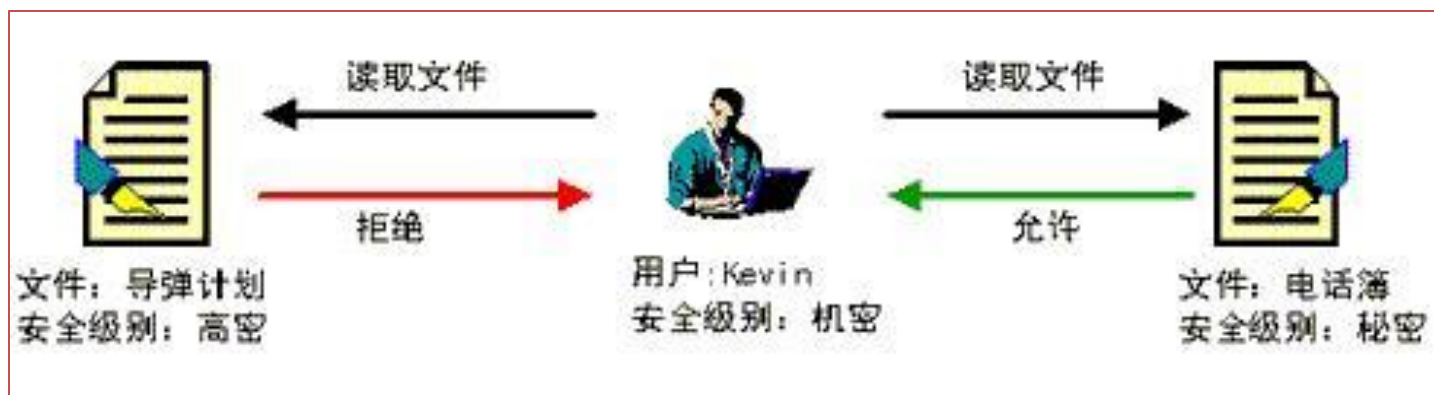 读取文件
读取文件
拒绝
允许
文件：导弹计划
安全级别：高密
用户:Kevin
安全级别：机密
文件：电话簿
安全级别：秘密